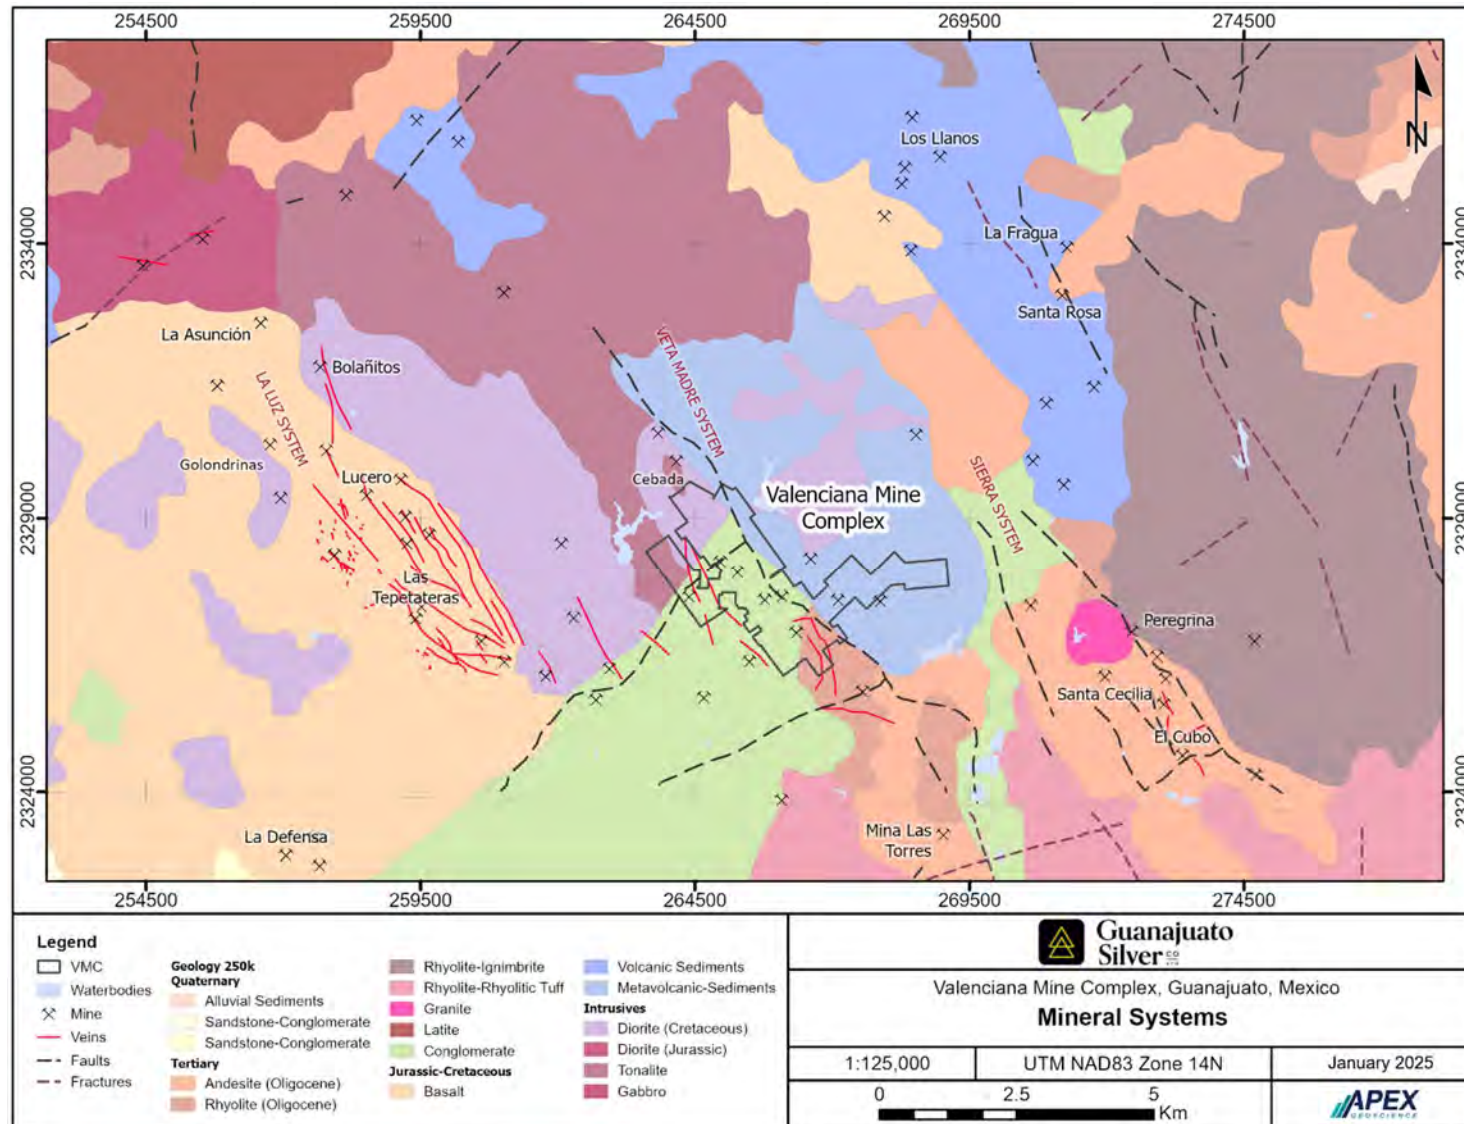 254500
259500
264500
269500
274500
2334000
2334000
N
Los Llanos
La Fragua
Santa Rosa
La Asunción
Bolañitos
LA LUZ SYSTEM
VETA MADRE SYSTEM
Golondrinas
Lucero
Cebada
Valenciana Mine
Complex
SIERRA SYSTEM
2329000
2329000
Las
Tepetateras
Peregrina
Santa Cecilia
El Cubo
2324000
2324000
La Defensa
Mina Las
Torres
254500
259500
264500
269500
274500
Legend
VMC
Waterbodies
Mine
Veins
Faults
Fractures
Geology 250k
Quaternary
Alluvial Sediments
Sandstone-Conglomerate
Sandstone-Conglomerate
Tertiary
Andesite (Oligocene)
Rhyolite (Oligocene)
Rhyolite-Ignimbrite
Rhyolite-Rhyolitic Tuff
Granite
Latite
Conglomerate
Jurassic-Cretaceous
Basalt
Volcanic Sediments
Metavolcanic-Sediments
Intrusives
Diorite (Cretaceous)
Diorite (Jurassic)
Tonalite
Gabbro
Guanajuato
Silver CO
Valenciana Mine Complex, Guanajuato, Mexico
Mineral Systems
1:125,000
UTM NAD83 Zone 14N
January 2025
0 2.5 5
Km
APEX
GEOSCIENCE